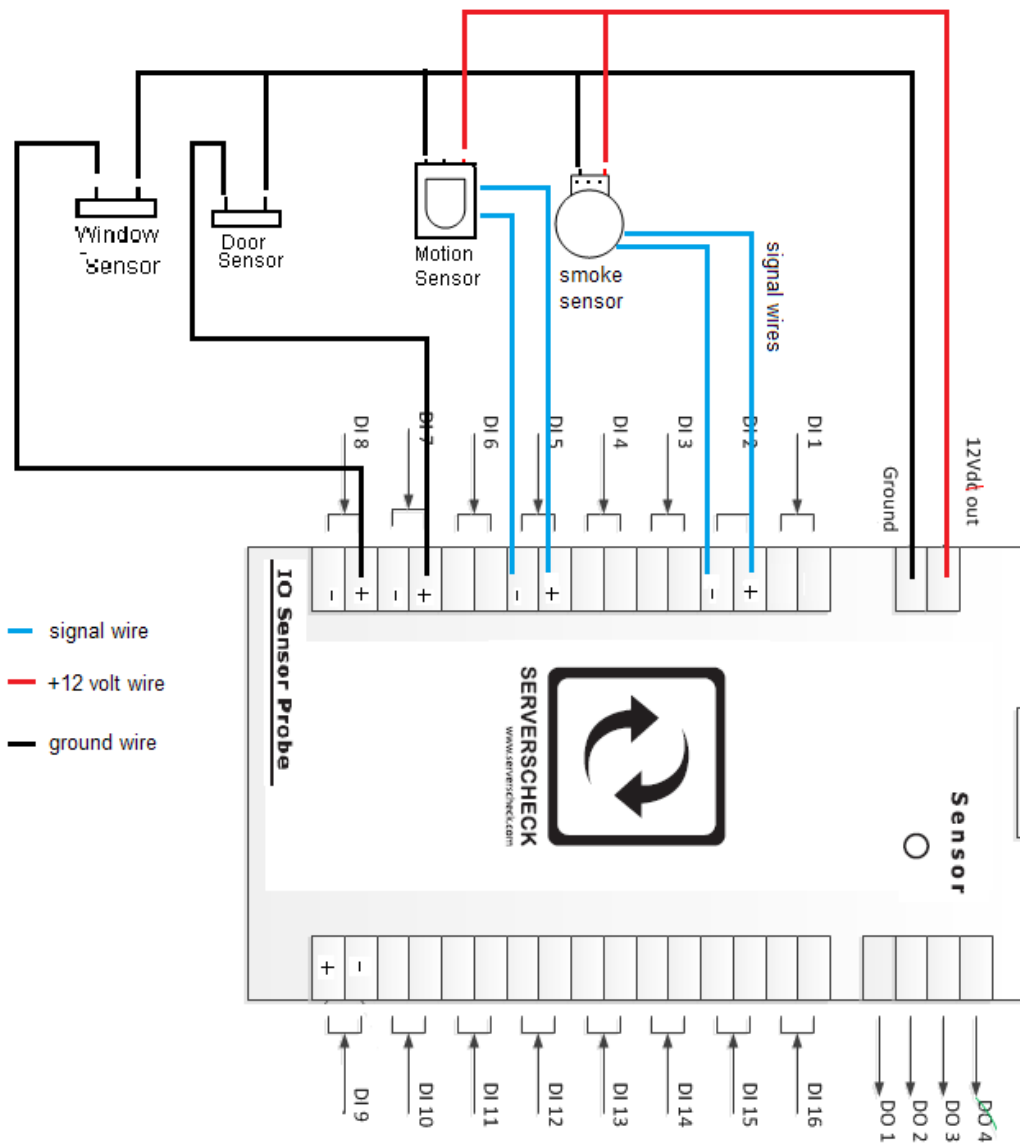 Window
Sensor
Door
Sensor
Motion
Sensor
smoke
sensor
signal wires
DI 8
DI 7
DI 6
DI 5
DI 4
DI 3
DI 2
DI 1
Ground
12Vdd out
- + - + - + - +
signal wire
+12 volt wire
ground wire
IO Sensor Probe
SERVERSCHECK
www.serverscheck.com
Sensor
+ -
DI 9
DI 10
DI 11
DI 12
DI 13
DI 14
DI 15
DI 16
DO 1
DO 2
DO 3
DO 4